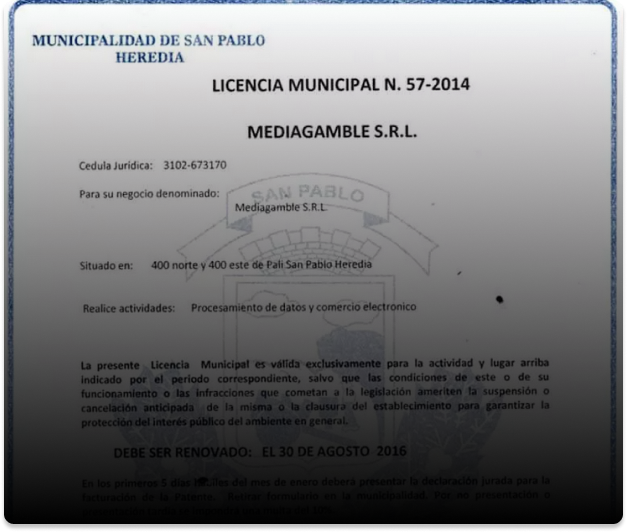 MUNICIPALIDAD DE SAN PABLO
HEREDIA
LICENCIA MUNICIPAL N. 57-2014
MEDIAGAMBLE S.R.L.
Cedula Jurídica: 3102-673170
Para su negocio denominado:
SAN PABLO
Mediagamble S.R.L.
Situado en: 400 norte y 400 este de Pali San Pablo Heredia
Realice actividades: Procesamiento de datos y comercio electronico
La presente Licencia Municipal es válida exclusivamente para la actividad y lugar arriba
indicado por el periodo correspondiente, salvo que las condiciones de este o de su
funcionamiento o las infracciones que cometan a la legislación ameriten la suspensión o
cancelación anticipada de la misma o la clausura del establecimiento para garantizar la
protección del interés público del ambiente en general.
DEBE SER RENOVADO: EL 30 DE AGOSTO 2016
En los primeros 5 días hábiles del mes de enero deberá presentar la declaración jurada para la
facturación de la Patente. Retirar formulario en la municipalidad. Por no presentación o